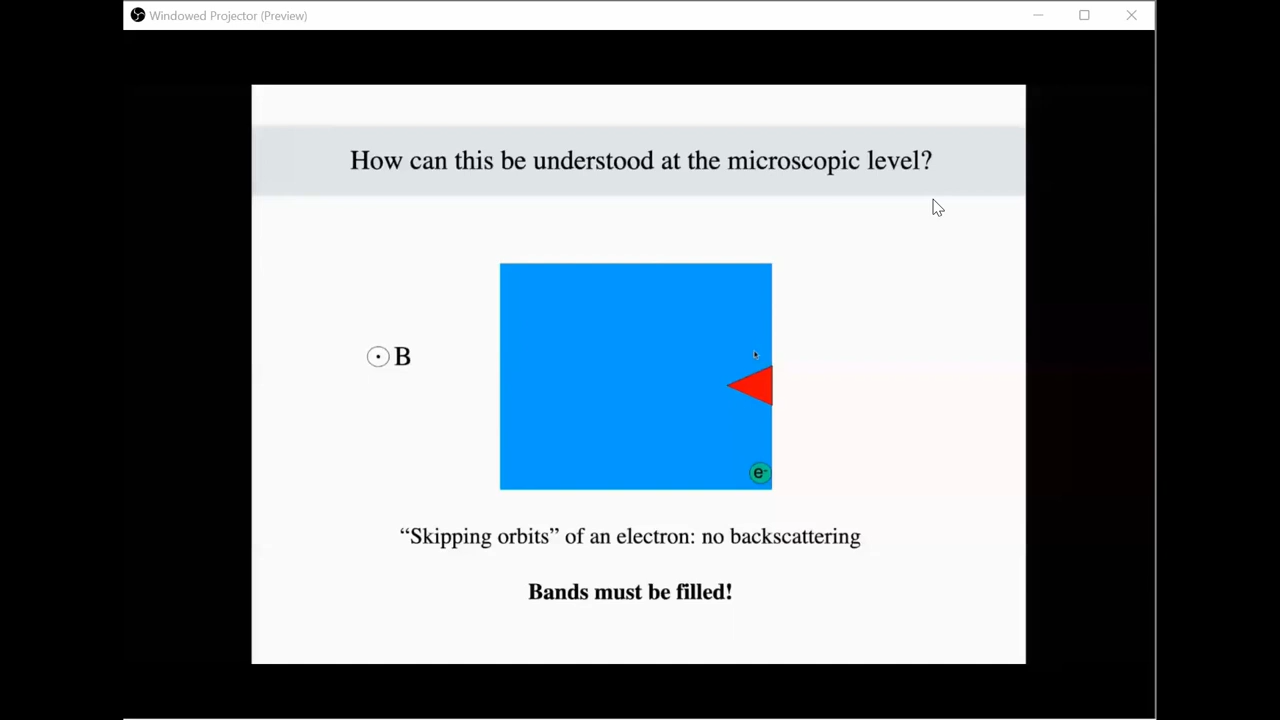 Windowed Projector (Preview)
How can this be understood at the microscopic level?
B
e-
“Skipping orbits” of an electron: no backscattering
Bands must be filled!